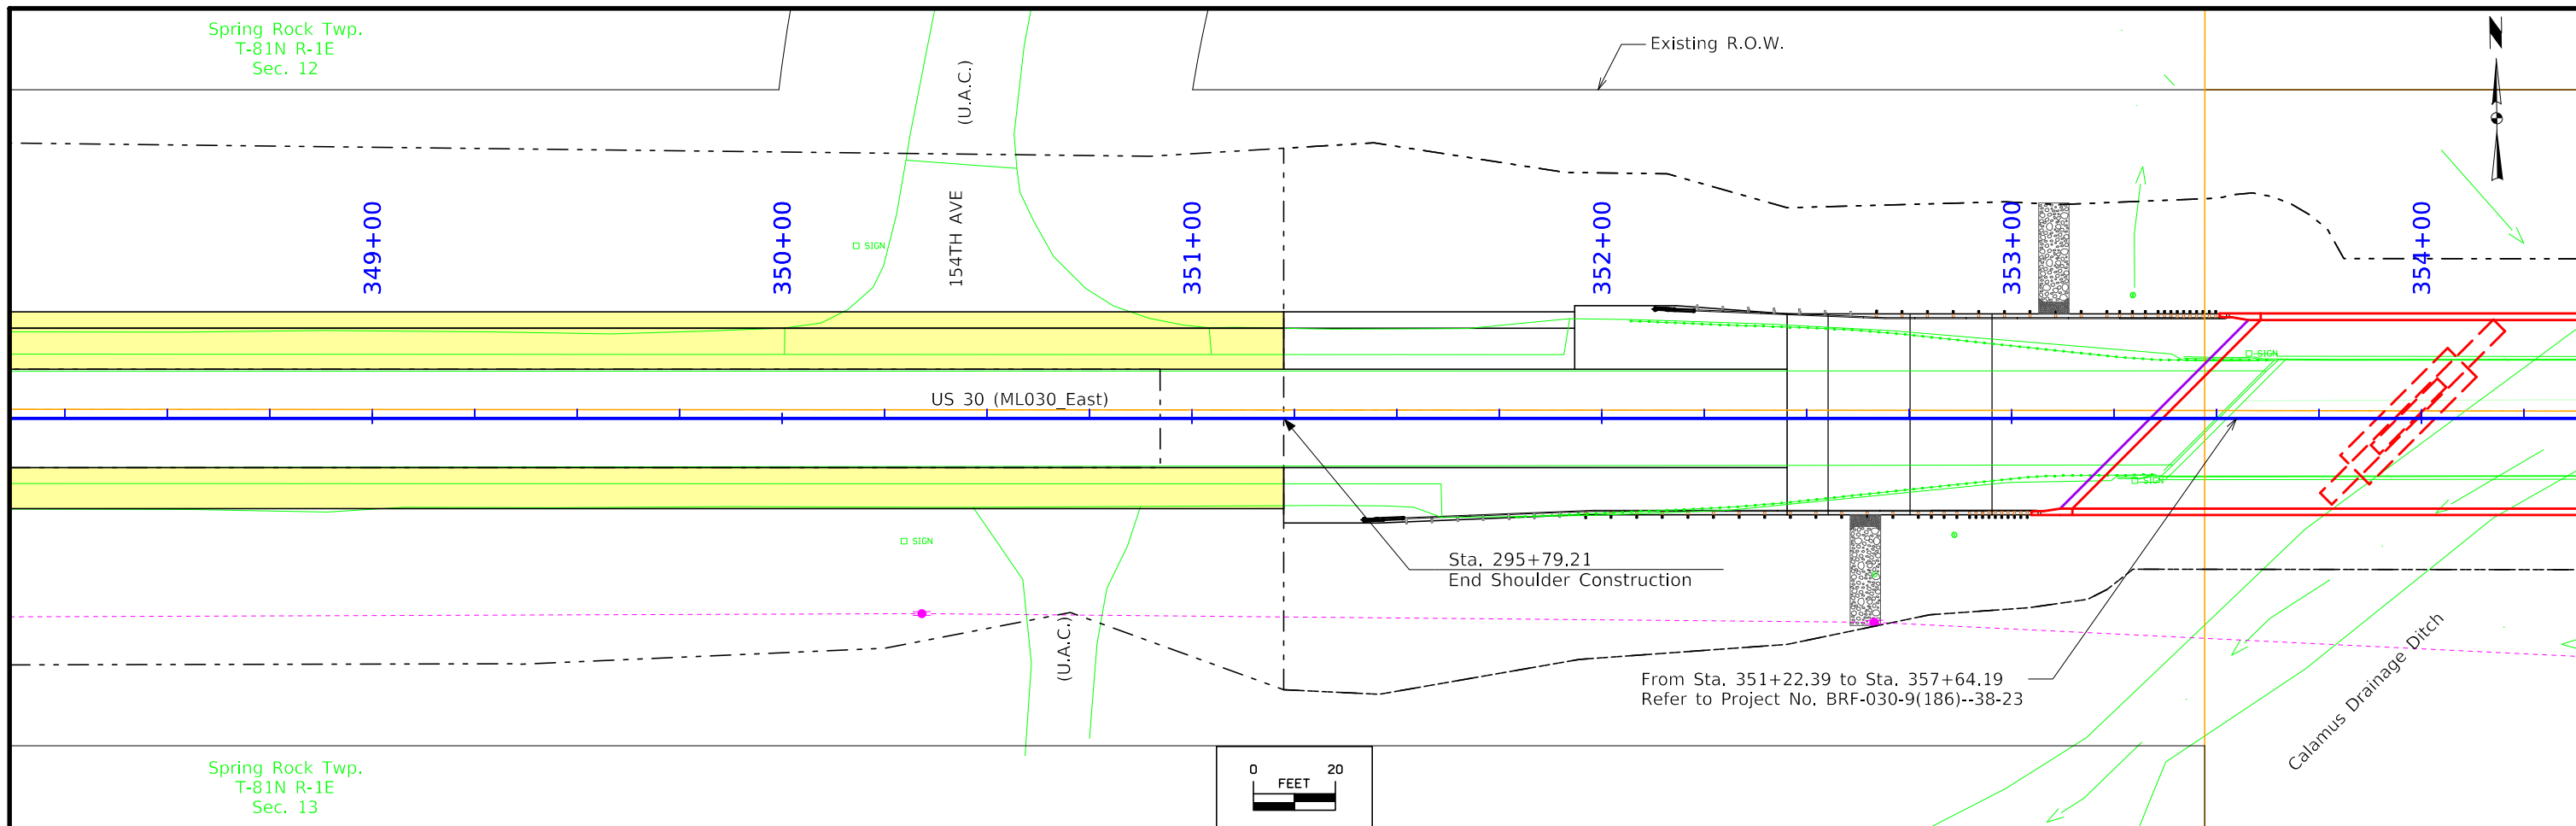 Spring Rock Twp.
T-81N R-1E
Sec. 12
(U.A.C.)
Existing R.O.W.
N
154TH AVE
SIGN
349+00
350+00
351+00
352+00
353+00
354+00
SIGN
US 30 (ML030_East)
SIGN
SIGN
Sta. 295+79.21
End Shoulder Construction
(U.A.C.)
From Sta. 351+22.39 to Sta. 357+64.19
Refer to Project No. BRF-030-9(186)--38-23
Calamus Drainage Ditch
Spring Rock Twp.
T-81N R-1E
Sec. 13
0 20
FEET